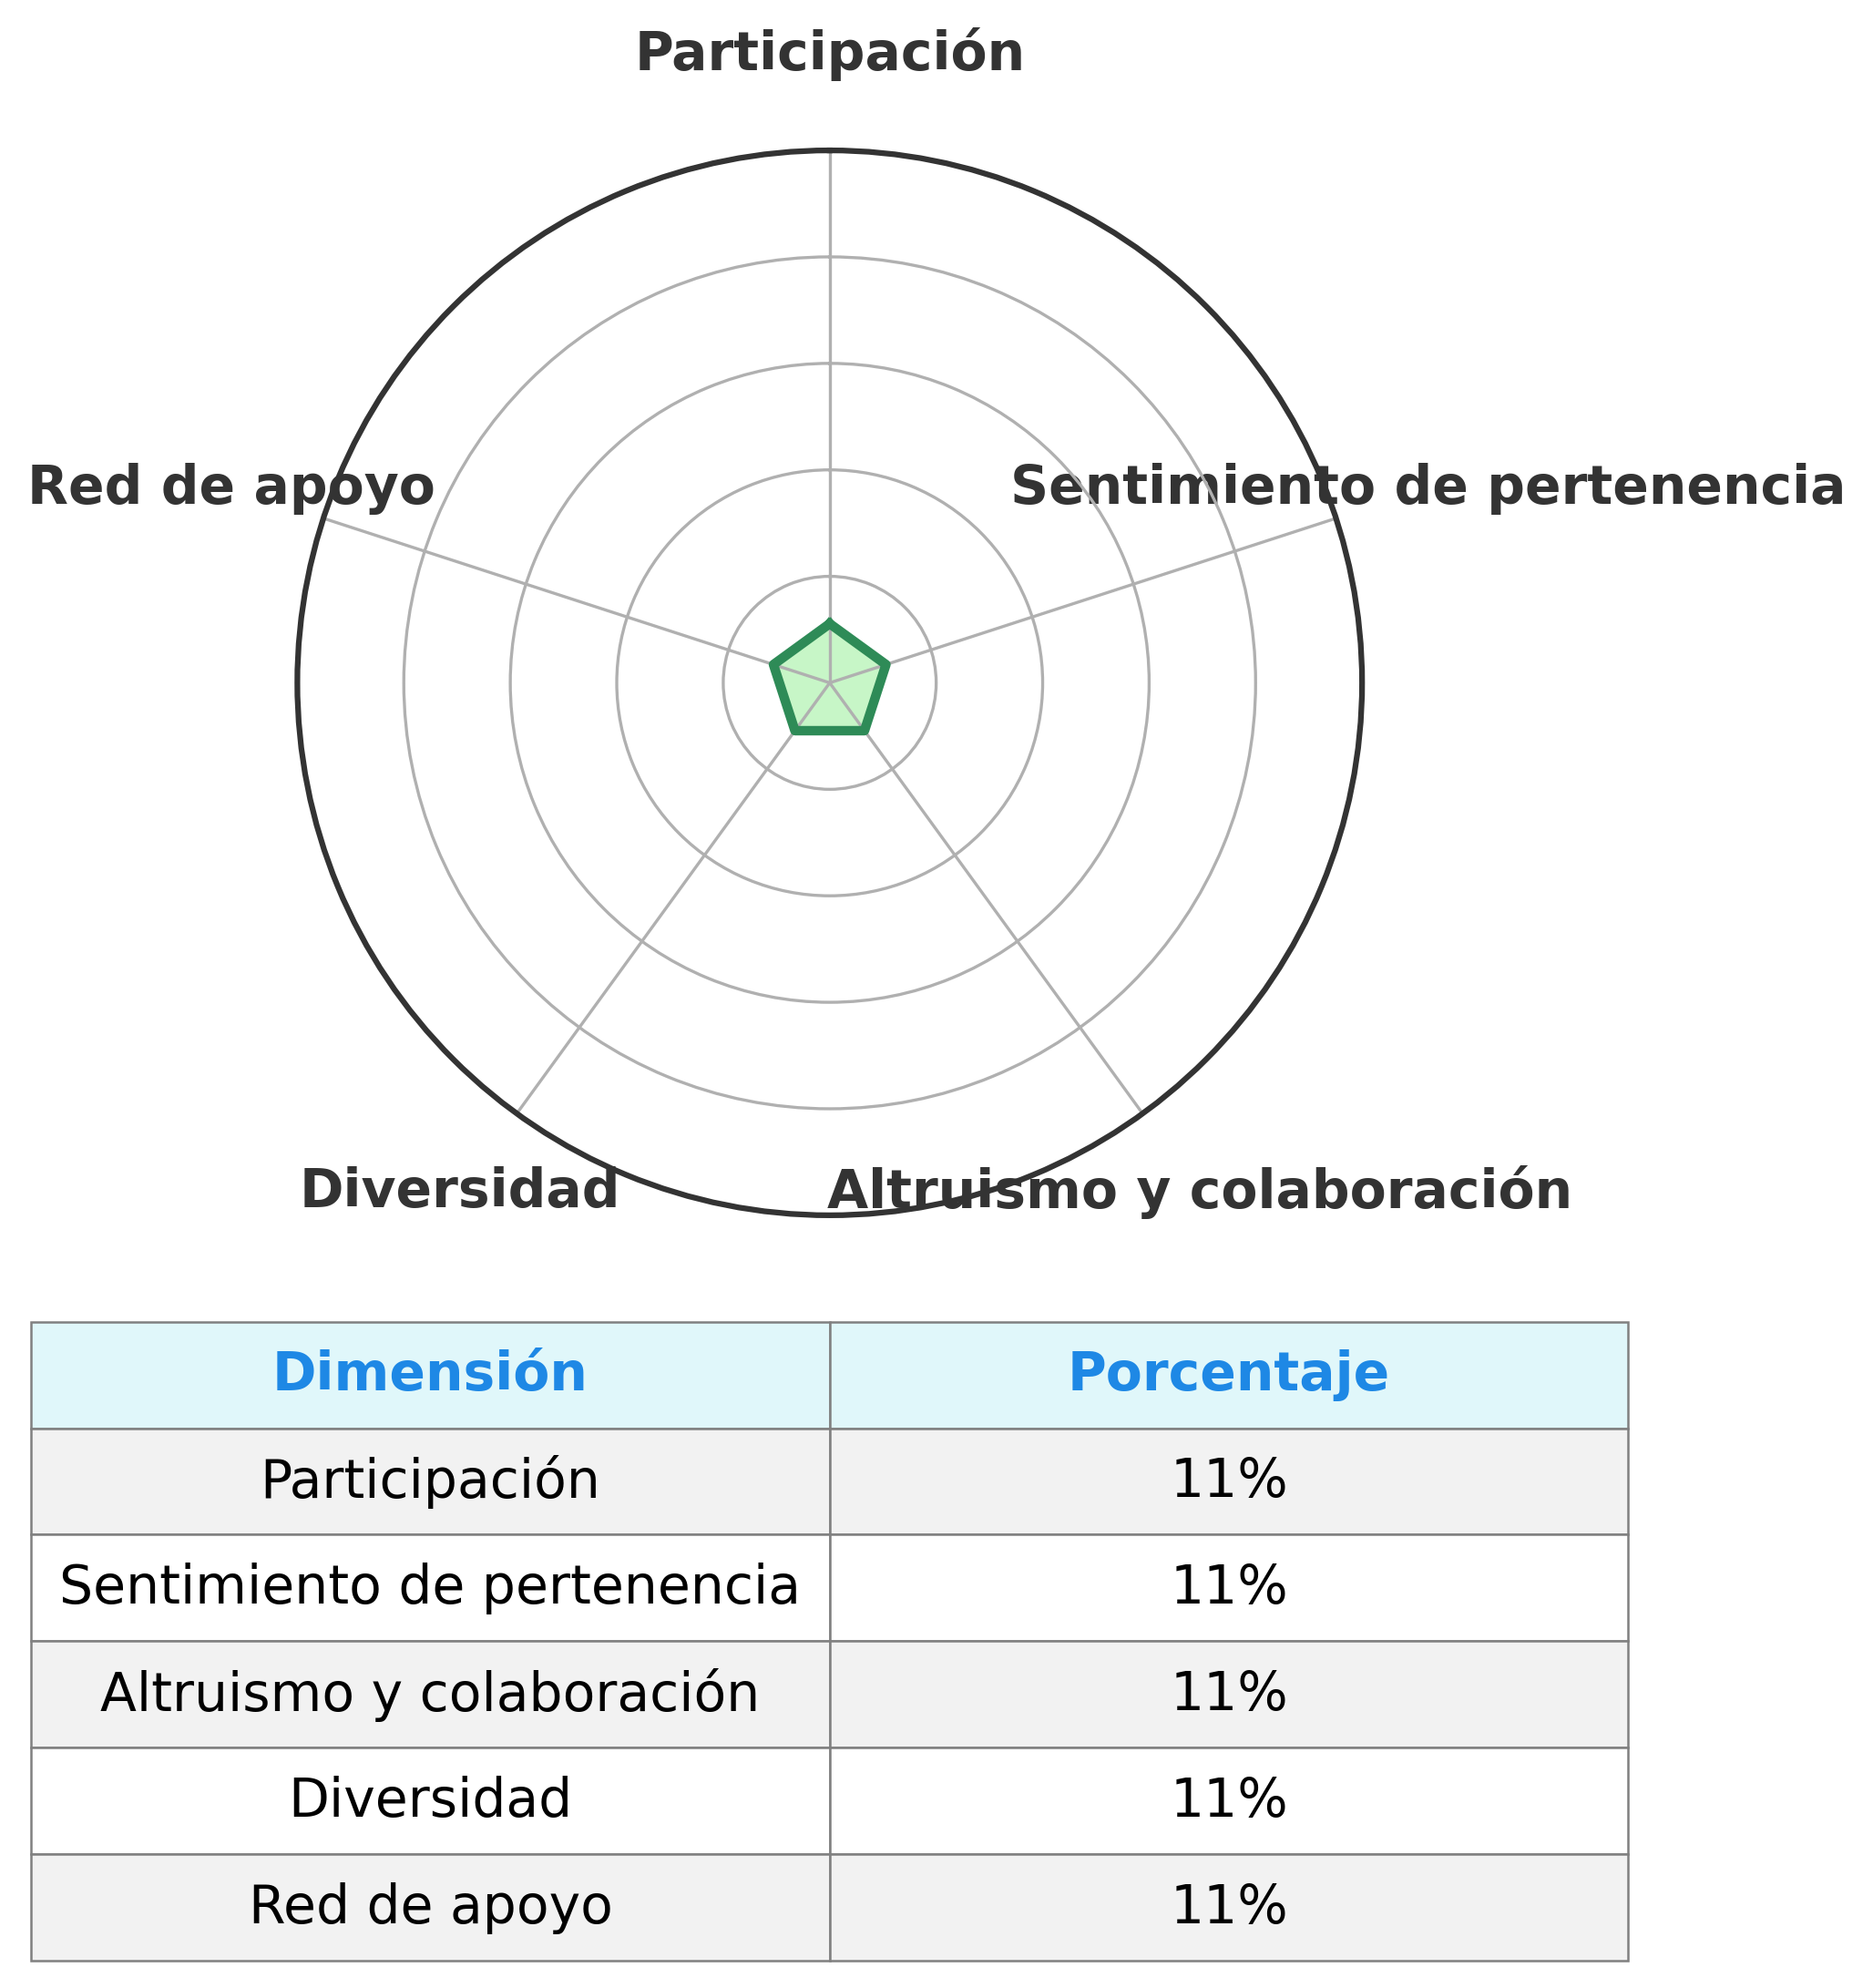 Participación
Red de apoyo
Sentimiento de pertenencia
Diversidad
Altruismo y colaboración
Dimensión Porcentaje
Participación 11%
Sentimiento de pertenencia 11%
Altruismo y colaboración 11%
Diversidad 11%
Red de apoyo 11%